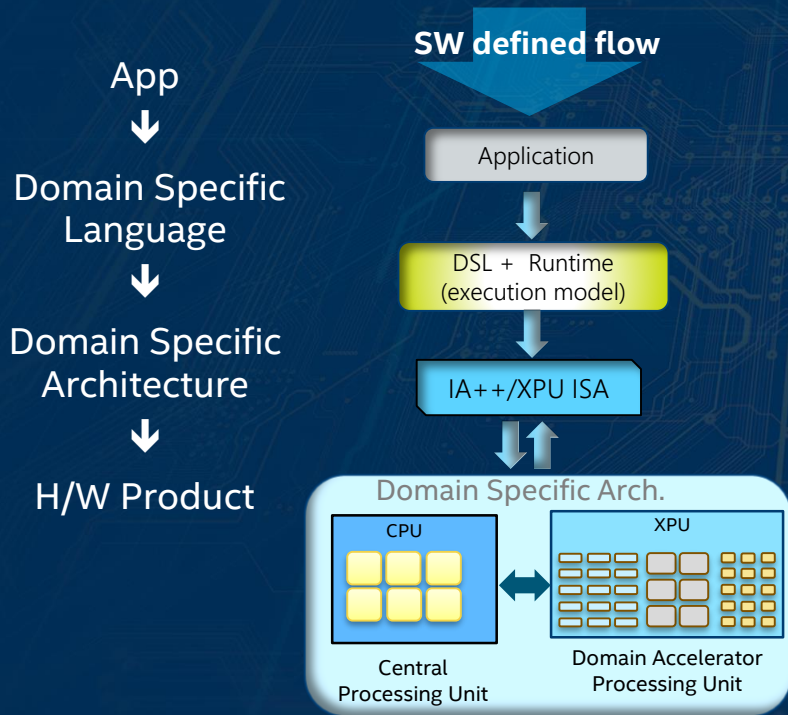 App
Domain Specific
Language
Domain Specific
Architecture
H/W Product
SW defined flow
Application
DSL + Runtime
(execution model)
IA++/XPU ISA
Domain Specific Arch.
CPU
Central
Processing Unit
XPU
Domain Accelerator
Processing Unit